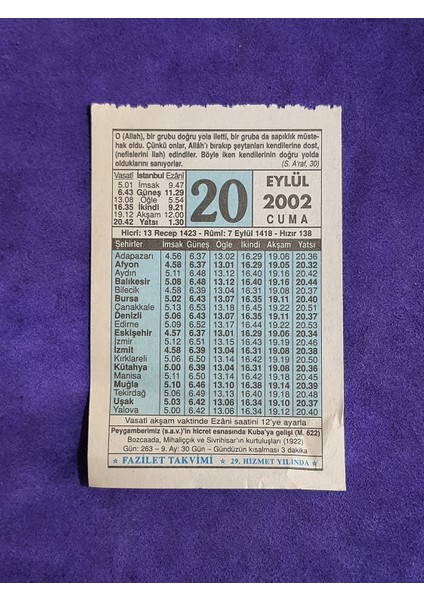 O (Allah), bir grubu doğru yola iletti, bir gruba da sapıklık müste-
hak oldu. Çünkü onlar, Allâh'ı bırakıp şeytanları kendilerine dost,
(nefislerini ilah) edindiler. Böyle iken kendilerinin doğru yolda
olduklarını sanıyorlar. (S. A'raf, 30)
Vasatî İstanbul Ezânî
5.01 İmsak 9.47
6.43 Güneş 11.29
13.08 Öğle 5.54
16.35 İkindi 9.21
19.12 Akşam 12.00
20.42 Yatsı 1.30
20
EYLÜL
2002
CUMA
Hicrî: 13 Recep 1423 - Rûmî: 7 Eylül 1418 - Hızır 138
Şehirler İmsak Güneş Öğle İkindi Akşam Yatsı
Adapazarı 4.56 6.37 13.02 16.29 19.06 20.36
Afyon 4.58 6.37 13.01 16.29 19.05 20.32
Aydın 5.11 6.48 13.12 16.40 19.16 20.42
Balıkesir 5.08 6.48 13.12 16.40 19.16 20.44
Bilecik 4.58 6.39 13.04 16.31 19.08 20.37
Bursa 5.02 6.43 13.07 16.35 19.11 20.40
Çanakkale 5.13 6.53 13.18 16.45 19.22 20.51
Denizli 5.06 6.43 13.07 16.35 19.11 20.37
Edirne 5.09 6.52 13.17 16.44 19.21 20.53
Eskişehir 4.57 6.37 13.01 16.29 19.06 20.34
İzmir 5.12 6.51 13.15 16.43 19.19 20.46
İzmit 4.58 6.39 13.04 16.31 19.08 20.38
Kırklareli 5.06 6.50 13.14 16.42 19.19 20.50
Kütahya 5.00 6.39 13.04 16.31 19.08 20.36
Manisa 5.11 6.50 13.14 16.42 19.18 20.45
Muğla 5.10 6.46 13.10 16.38 19.14 20.39
Tekirdağ 5.06 6.49 13.13 16.41 19.18 20.48
Uşak 5.03 6.42 13.06 16.34 19.10 20.37
Yalova 5.00 6.42 13.06 16.34 19.12 20.40
Vasati akşam vaktinde Ezâni saatini 12'ye ayarla
Peygamberimiz (s.a.v.)'in hicret esnasında Kuba'ya gelişi (M. 622)
Bozcaada, Mihalıççık ve Sivrihisar'ın kurtuluşları (1922)
Gün: 263 – 9. Ay: 30 Gün – Gündüzün kısalması 3 dakika
★ FAZİLET TAKVİMİ ★ 29. HİZMET YILINDA ★